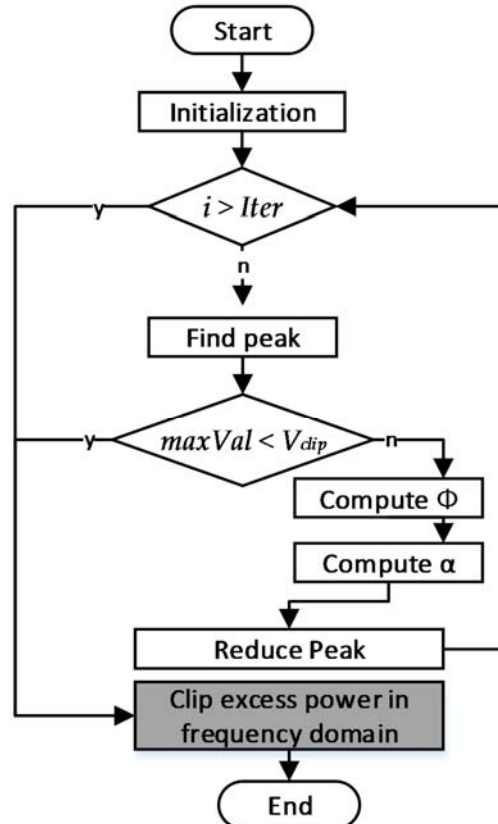 Start
Initialization
i > Iter
y
n
Find peak
maxVal < Vclip
y
n
Compute Φ
Compute α
Reduce Peak
Clip excess power in
frequency domain
End